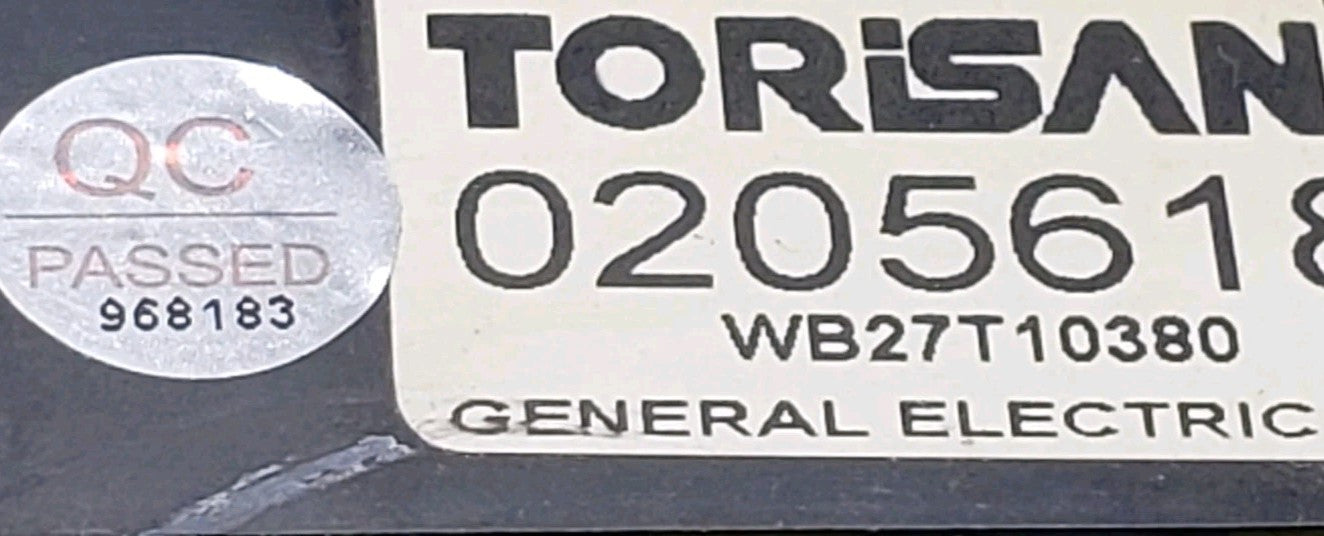 QC
PASSED
968183
TORiSAN
020561
WB27T10380
GENERAL ELECTRIC